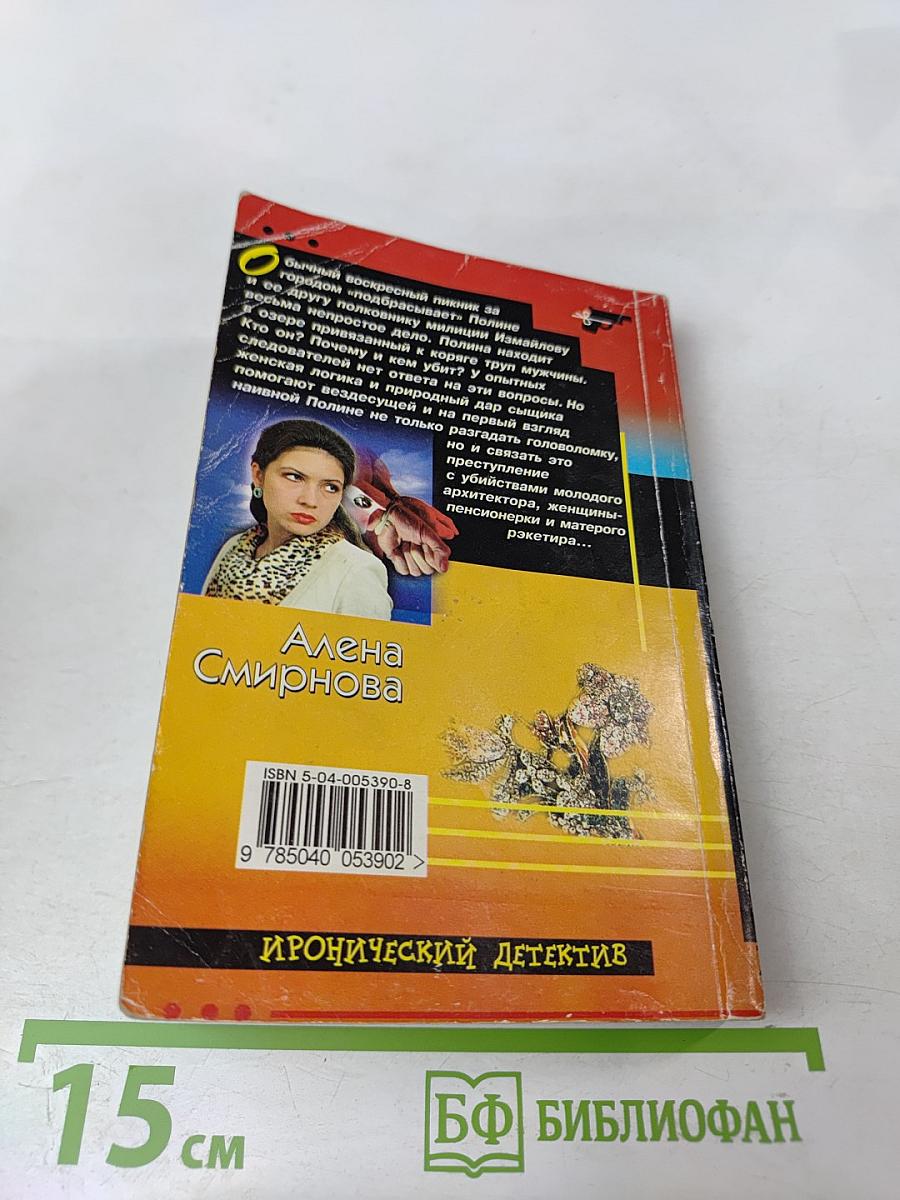 Обычный воскресный пикник за
городом «подбрасывает» Полине
и ее другу полковнику милиции Измайлову
весьма непростое дело. Полина находит
в озере привязанный к коряге труп мужчины.
Кто он? Почему и кем убит? У опытных
следователей нет ответа на эти вопросы. Но
женская логика и природный дар сыщика
помогают вездесущей и на первый взгляд
наивной Полине не только разгадать головоломку,
но и связать это
преступление
с убийствами молодого
архитектора, женщины-
пенсионерки и матерого
рэкетира...
Алена
Смирнова
ISBN 5-04-005390-8
9 785040 053902 >
ИРОНИЧЕСКИЙ ДЕТЕКТИВ
15 см
БФ БИБЛИОФАН